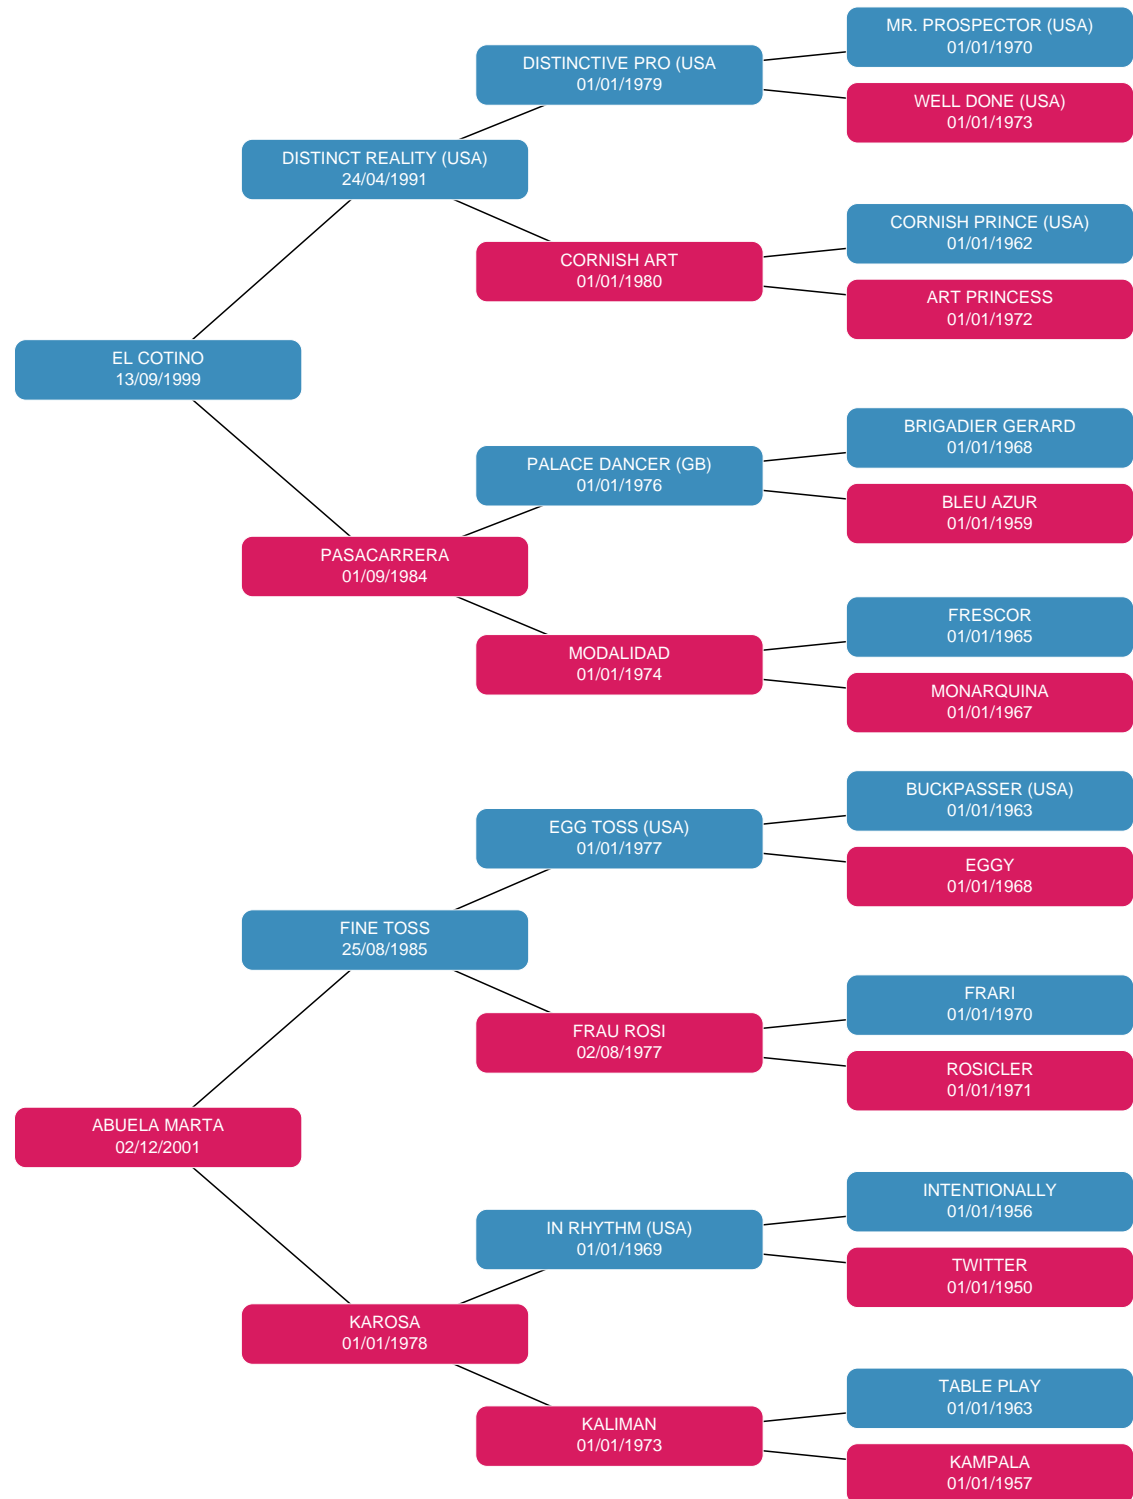 MR. PROSPECTOR (USA)
01/01/1970
DISTINCTIVE PRO (USA
01/01/1979
WELL DONE (USA)
01/01/1973
DISTINCT REALITY (USA)
24/04/1991
CORNISH PRINCE (USA)
01/01/1962
CORNISH ART
01/01/1980
ART PRINCESS
01/01/1972
EL COTINO
13/09/1999
BRIGADIER GERARD
01/01/1968
PALACE DANCER (GB)
01/01/1976
BLEU AZUR
01/01/1959
PASACARRERA
01/09/1984
FRESCOR
01/01/1965
MODALIDAD
01/01/1974
MONARQUINA
01/01/1967
BUCKPASSER (USA)
01/01/1963
EGG TOSS (USA)
01/01/1977
EGGY
01/01/1968
FINE TOSS
25/08/1985
FRARI
01/01/1970
FRAU ROSI
02/08/1977
ROSICLER
01/01/1971
ABUELA MARTA
02/12/2001
INTENTIONALLY
01/01/1956
IN RHYTHM (USA)
01/01/1969
TWITTER
01/01/1950
KAROSA
01/01/1978
TABLE PLAY
01/01/1963
KALIMAN
01/01/1973
KAMPALA
01/01/1957